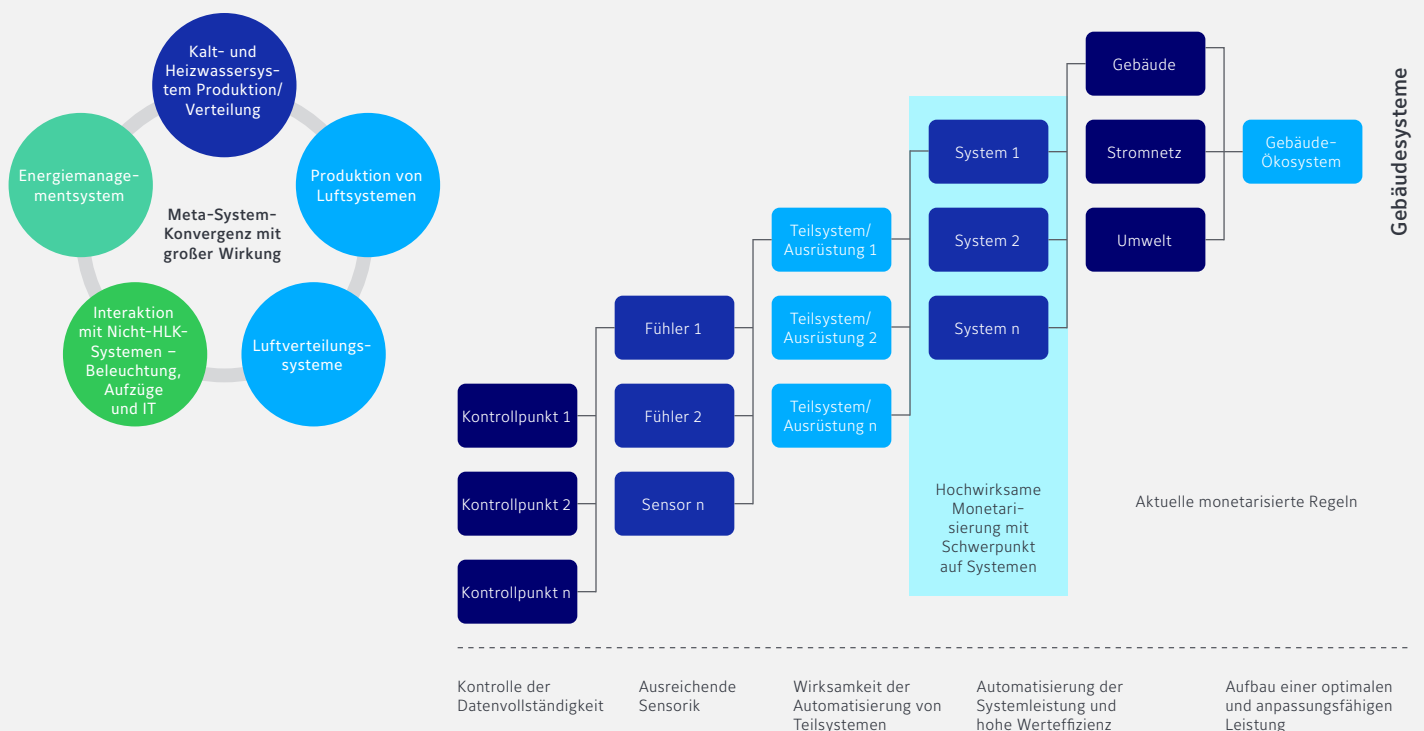 Kalt- und
Heizwassersys-
tem Produktion/
Verteilung
Energiemanage-
mentsystem
Produktion von
Luftsystemen
Meta-System-
Konvergenz mit
großer Wirkung
Interaktion
mit Nicht-HLK-
Systemen –
Beleuchtung,
Aufzüge
und IT
Luftverteilungs-
systeme
Kontrollpunkt 1
Kontrollpunkt 2
Kontrollpunkt n
Fühler 1
Fühler 2
Sensor n
Teilsystem/
Ausrüstung 1
Teilsystem/
Ausrüstung 2
Teilsystem/
Ausrüstung n
System 1
System 2
System n
Hochwirksame
Monetari-
sierung mit
Schwerpunkt
auf Systemen
Gebäude
Stromnetz
Umwelt
Gebäude-
Ökosystem
Aktuelle monetarisierte Regeln
Gebäudesysteme
Kontrolle der
Datenvollständigkeit
Ausreichende
Sensorik
Wirksamkeit der
Automatisierung von
Teilsystemen
Automatisierung der
Systemleistung und
hohe Werteffizienz
Aufbau einer optimalen
und anpassungsfähigen
Leistung